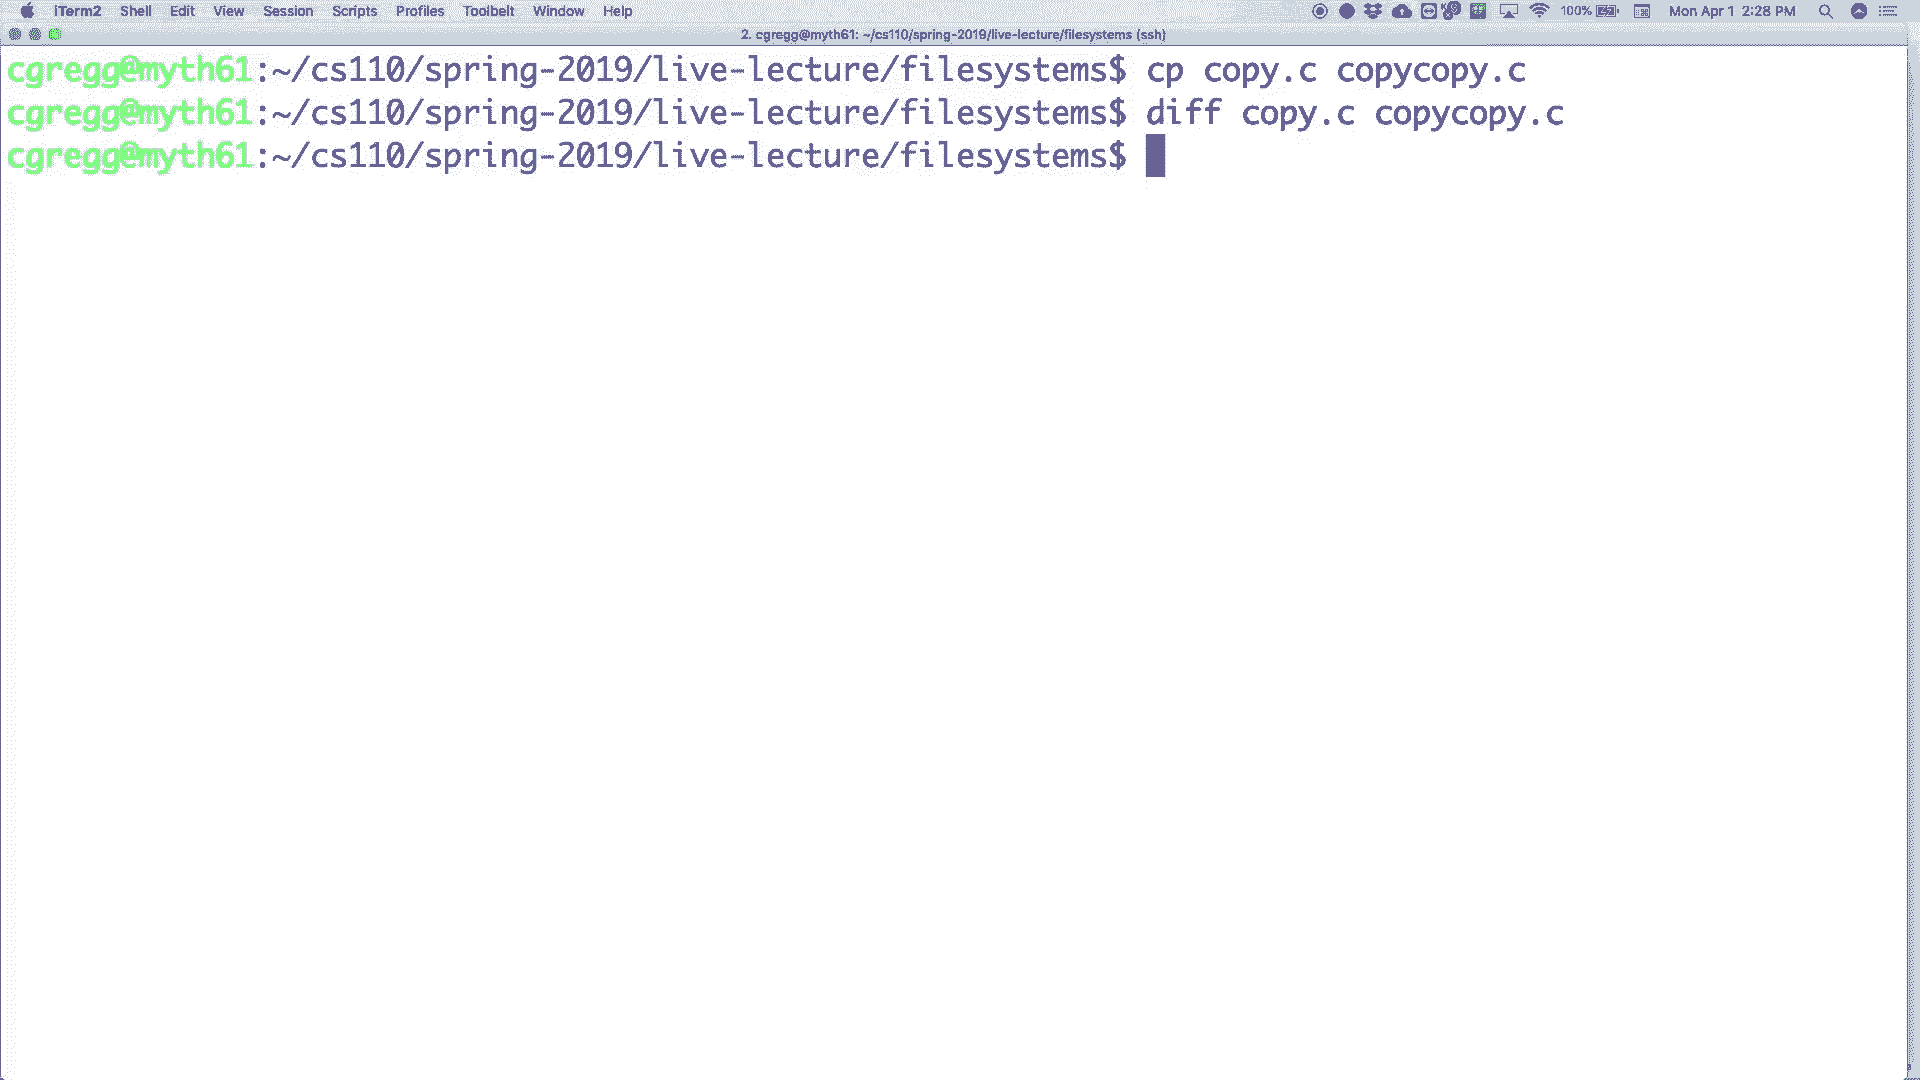 iTerm2 Shell Edit View Session Scripts Profiles Toolbelt Window Help 100% Mon Apr 1 2:28 PM
2. cgregg@myth61: ~/cs110/spring-2019/live-lecture/filesystems (ssh)
cgregg@myth61:~/cs110/spring-2019/live-lecture/filesystems$ cp copy.c copycopy.c
cgregg@myth61:~/cs110/spring-2019/live-lecture/filesystems$ diff copy.c copycopy.c
cgregg@myth61:~/cs110/spring-2019/live-lecture/filesystems$